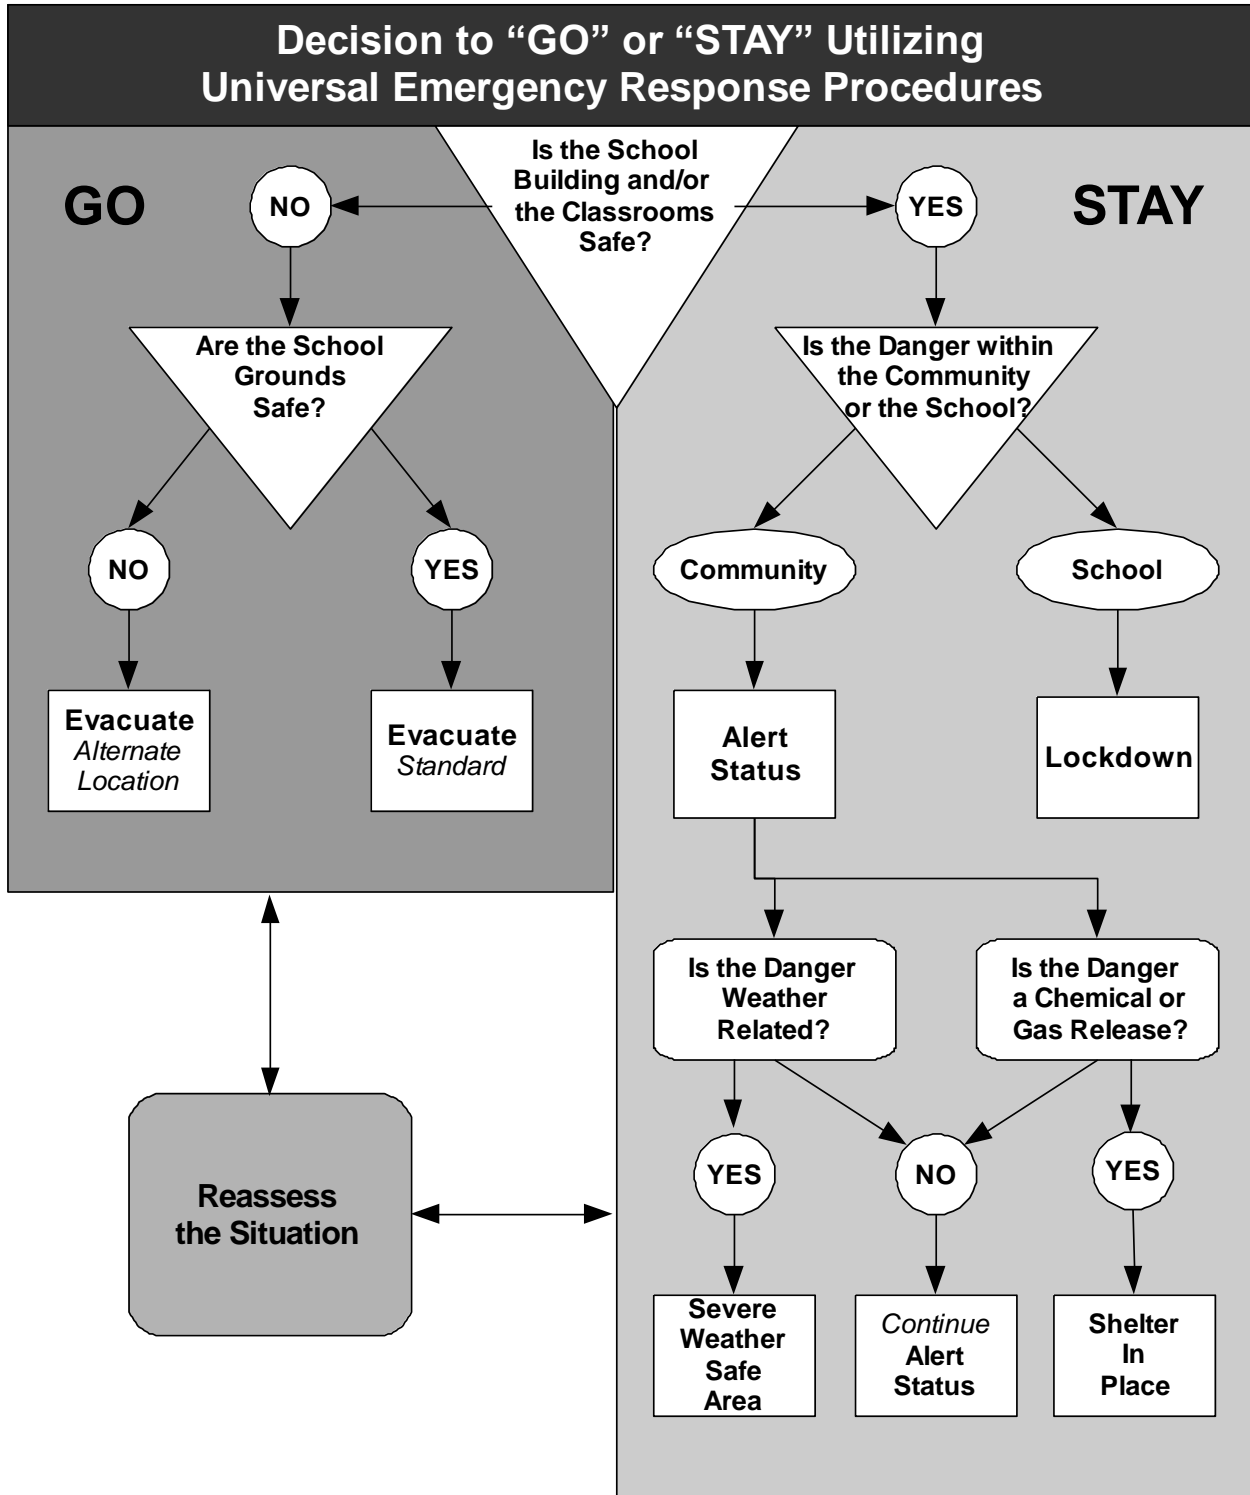 Decision to “GO” or “STAY” Utilizing
Universal Emergency Response Procedures
Is the School
Building and/or
the Classrooms
Safe?
GO
NO
YES
STAY
Are the School
Grounds
Safe?
Is the Danger within
the Community
or the School?
NO
YES
Community
School
Evacuate
Alternate
Location
Evacuate
Standard
Alert
Status
Lockdown
Is the Danger
Weather
Related?
Is the Danger
a Chemical or
Gas Release?
YES
NO
YES
Reassess
the Situation
Severe
Weather
Safe
Area
Continue
Alert
Status
Shelter
In
Place